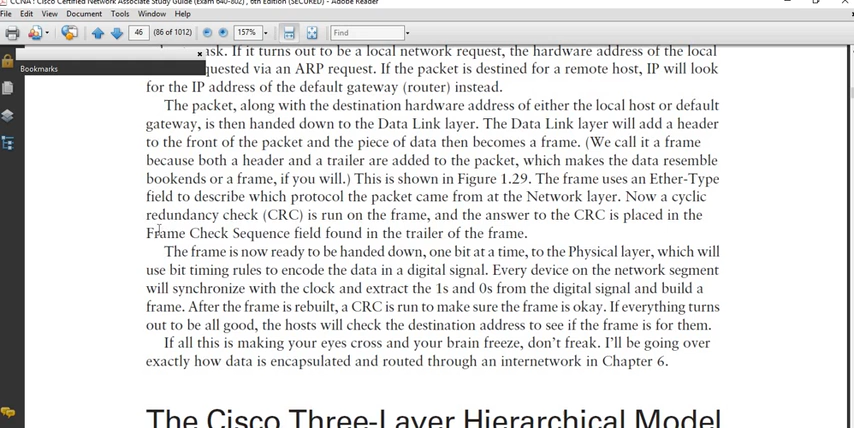 CCNA : Cisco Certified Network Associate Study Guide (Exam 640-802) , 6th Edition (SECURED) - Adobe Reader
Edit View Document Tools Window Help
46 (86 of 1012) 157% Find
ask. If it turns out to be a local network request, the hardware address of the local
Bookmarks
quested via an ARP request. If the packet is destined for a remote host, IP will look
for the IP address of the default gateway (router) instead.
The packet, along with the destination hardware address of either the local host or default
gateway, is then handed down to the Data Link layer. The Data Link layer will add a header
to the front of the packet and the piece of data then becomes a frame. (We call it a frame
because both a header and a trailer are added to the packet, which makes the data resemble
bookends or a frame, if you will.) This is shown in Figure 1.29. The frame uses an Ether-Type
field to describe which protocol the packet came from at the Network layer. Now a cyclic
redundancy check (CRC) is run on the frame, and the answer to the CRC is placed in the
Frame Check Sequence field found in the trailer of the frame.
The frame is now ready to be handed down, one bit at a time, to the Physical layer, which will
use bit timing rules to encode the data in a digital signal. Every device on the network segment
will synchronize with the clock and extract the 1s and 0s from the digital signal and build a
frame. After the frame is rebuilt, a CRC is run to make sure the frame is okay. If everything turns
out to be all good, the hosts will check the destination address to see if the frame is for them.
If all this is making your eyes cross and your brain freeze, don't freak. I'll be going over
exactly how data is encapsulated and routed through an internetwork in Chapter 6.
The Cisco Three-Layer Hierarchical Model